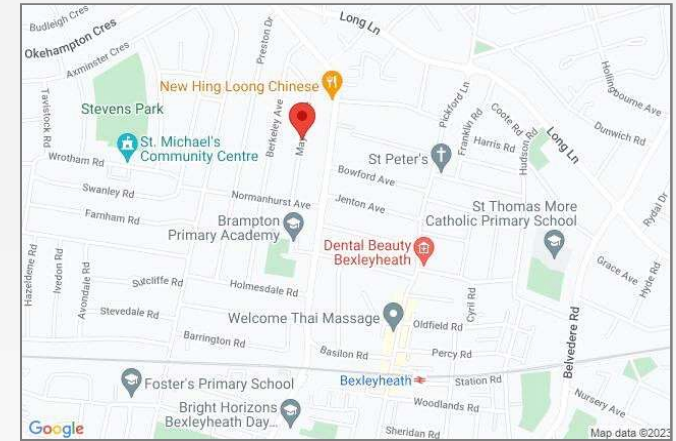 Budleigh Cres
Okehampton Cres
Axminster Cres
Preston Dr
Long Ln
New Hing Loong Chinese
Hollingbourne Ave
Tavistock Rd
Stevens Park
Berkeley Ave
May
Pickford Ln
Franklin Rd
Coote Rd
Dunwich Rd
Long Ln
St. Michael's
Community Centre
Harris Rd
Hudson Rd
Wrotham Rd
St Peter's
Bowford Ave
Swanley Rd
Normanhurst Ave
Jenton Ave
St Thomas More
Catholic Primary School
Rydal Dr
Farnham Rd
Brampton
Primary Academy
Dental Beauty
Bexleyheath
Hazeldene Rd
Ivedon Rd
Avondale Rd
Sutcliffe Rd
Holmesdale Rd
Grace Ave
Hyde Rd
Stevedale Rd
Welcome Thai Massage
Cyril Rd
Oldfield Rd
Belvedere Rd
Barrington Rd
Basilon Rd
Percy Rd
Foster's Primary School
Bexleyheath
Station Rd
Nursery Ave
Bright Horizons
Bexleyheath Day...
Woodlands Rd
Sheridan Rd
Google
Map data ©2023